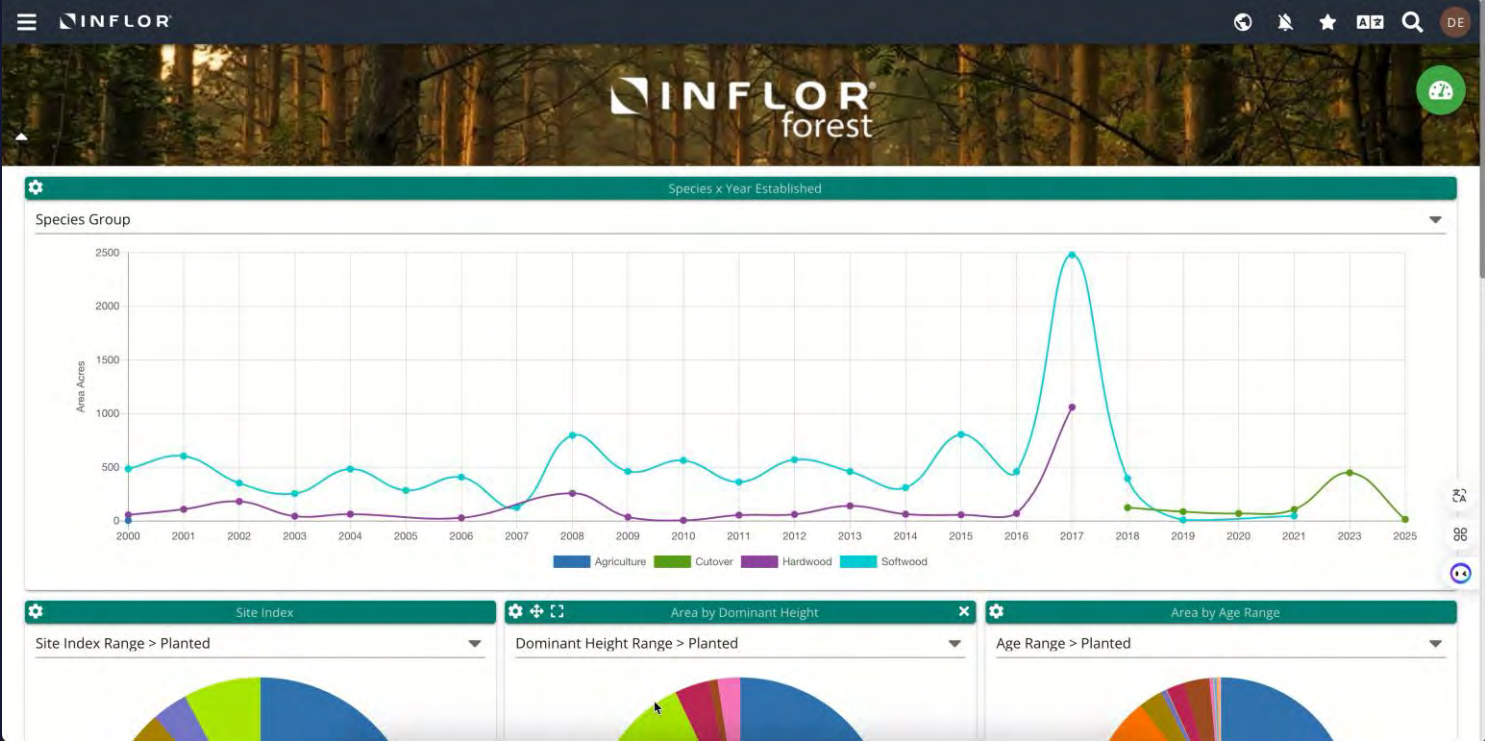 INFLOR
DE
INFLOR
forest
Species x Year Established
Species Group
2500
2000
1500
1000
500
0
Area Acres
2000 2001 2002 2003 2004 2005 2006 2007 2008 2009 2010 2011 2012 2013 2014 2015 2016 2017 2018 2019 2020 2021 2023 2025
Agriculture Cutover Hardwood Softwood
Site Index
Area by Dominant Height
Area by Age Range
Site Index Range > Planted
Dominant Height Range > Planted
Age Range > Planted